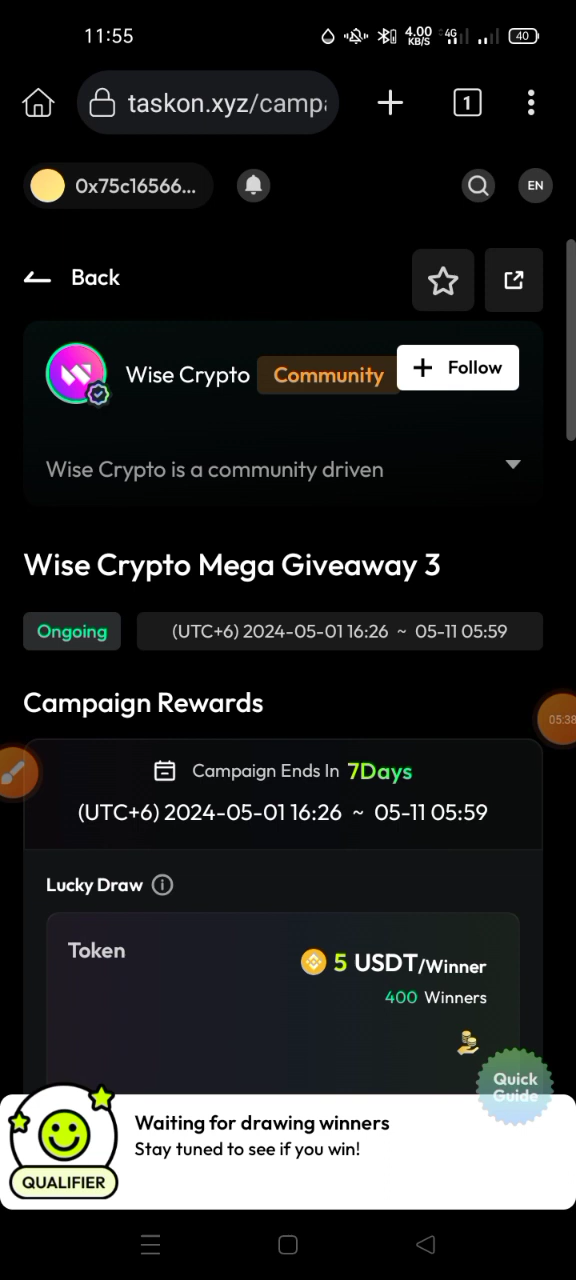 11:55
4.00
KB/S
4G
40
taskon.xyz/camp
1
0x75c16566...
EN
Back
Wise Crypto
Community
Follow
Wise Crypto is a community driven
Wise Crypto Mega Giveaway 3
Ongoing
(UTC+6) 2024-05-01 16:26 ~ 05-11 05:59
Campaign Rewards
05:38
Campaign Ends In 7Days
(UTC+6) 2024-05-01 16:26 ~ 05-11 05:59
Lucky Draw
Token
5 USDT/Winner
400 Winners
Quick
Guide
Waiting for drawing winners
Stay tuned to see if you win!
QUALIFIER